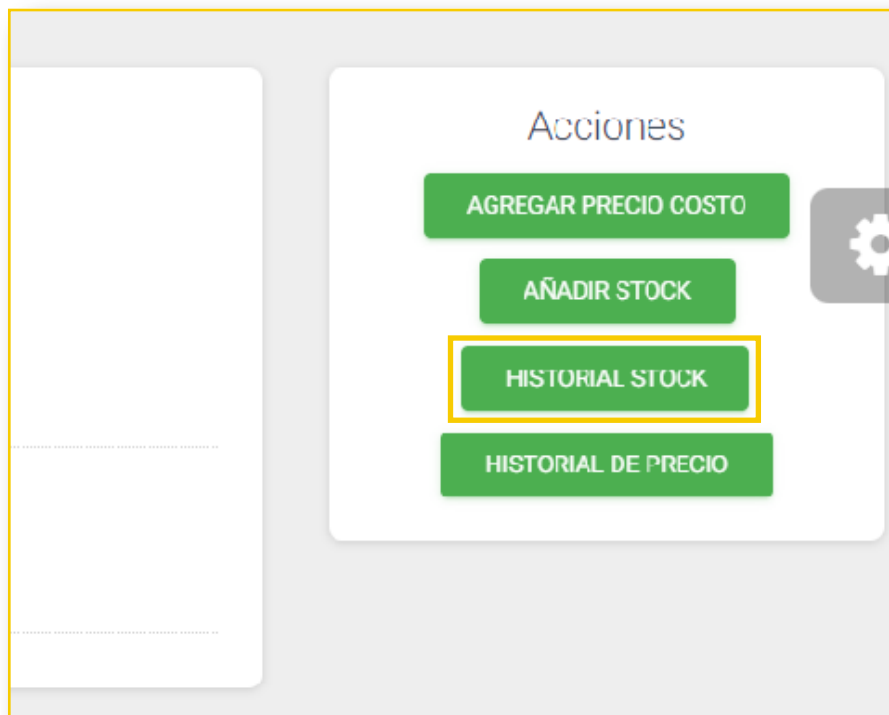 Acciones
AGREGAR PRECIO COSTO
AÑADIR STOCK
HISTORIAL STOCK
HISTORIAL DE PRECIO